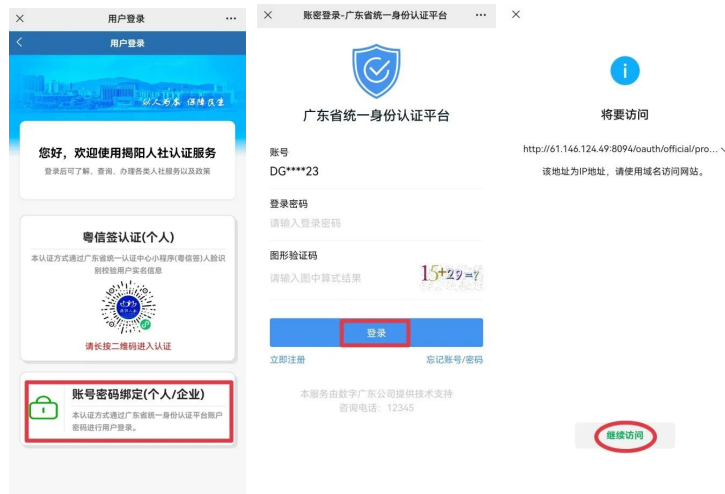 用户登录
用户登录
以人为本 保障民生
您好，欢迎使用揭阳人社认证服务
登录后可了解、查询、办理各类人社服务以及政策
粤信签认证(个人)
本认证方式通过广东省统一认证中心小程序(粤信签)人脸识
别校验用户实名信息
请长按二维码进入认证
账号密码绑定(个人/企业)
本认证方式通过广东省统一身份认证平台账户
密码进行用户登录。
账密登录-广东省统一身份认证平台
广东省统一身份认证平台
账号
DG****23
登录密码
请输入登录密码
图形验证码
请输入图中算式结果
15+29=?
登录
立即注册
忘记账号/密码
本服务由数字广东公司提供技术支持
咨询电话：12345
将要访问
http://61.146.124.49:8094/oauth/official/pro...
该地址为IP地址，请使用域名访问网站。
继续访问